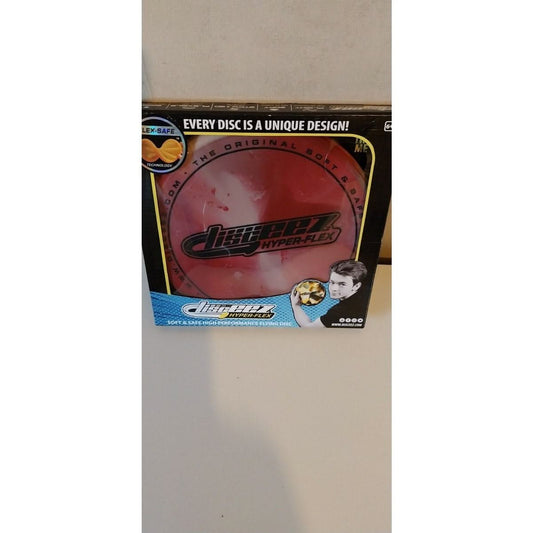 EVERY DISC IS A UNIQUE DESIGN!
FLEX-SAFE
TECHNOLOGY
THE ORIGINAL SOFT & SAFE
disceez
HYPER-FLEX
disceez
HYPER-FLEX
SOFT & SAFE HIGH PERFORMANCE FLYING DISC
WWW.DISCEEZ.COM